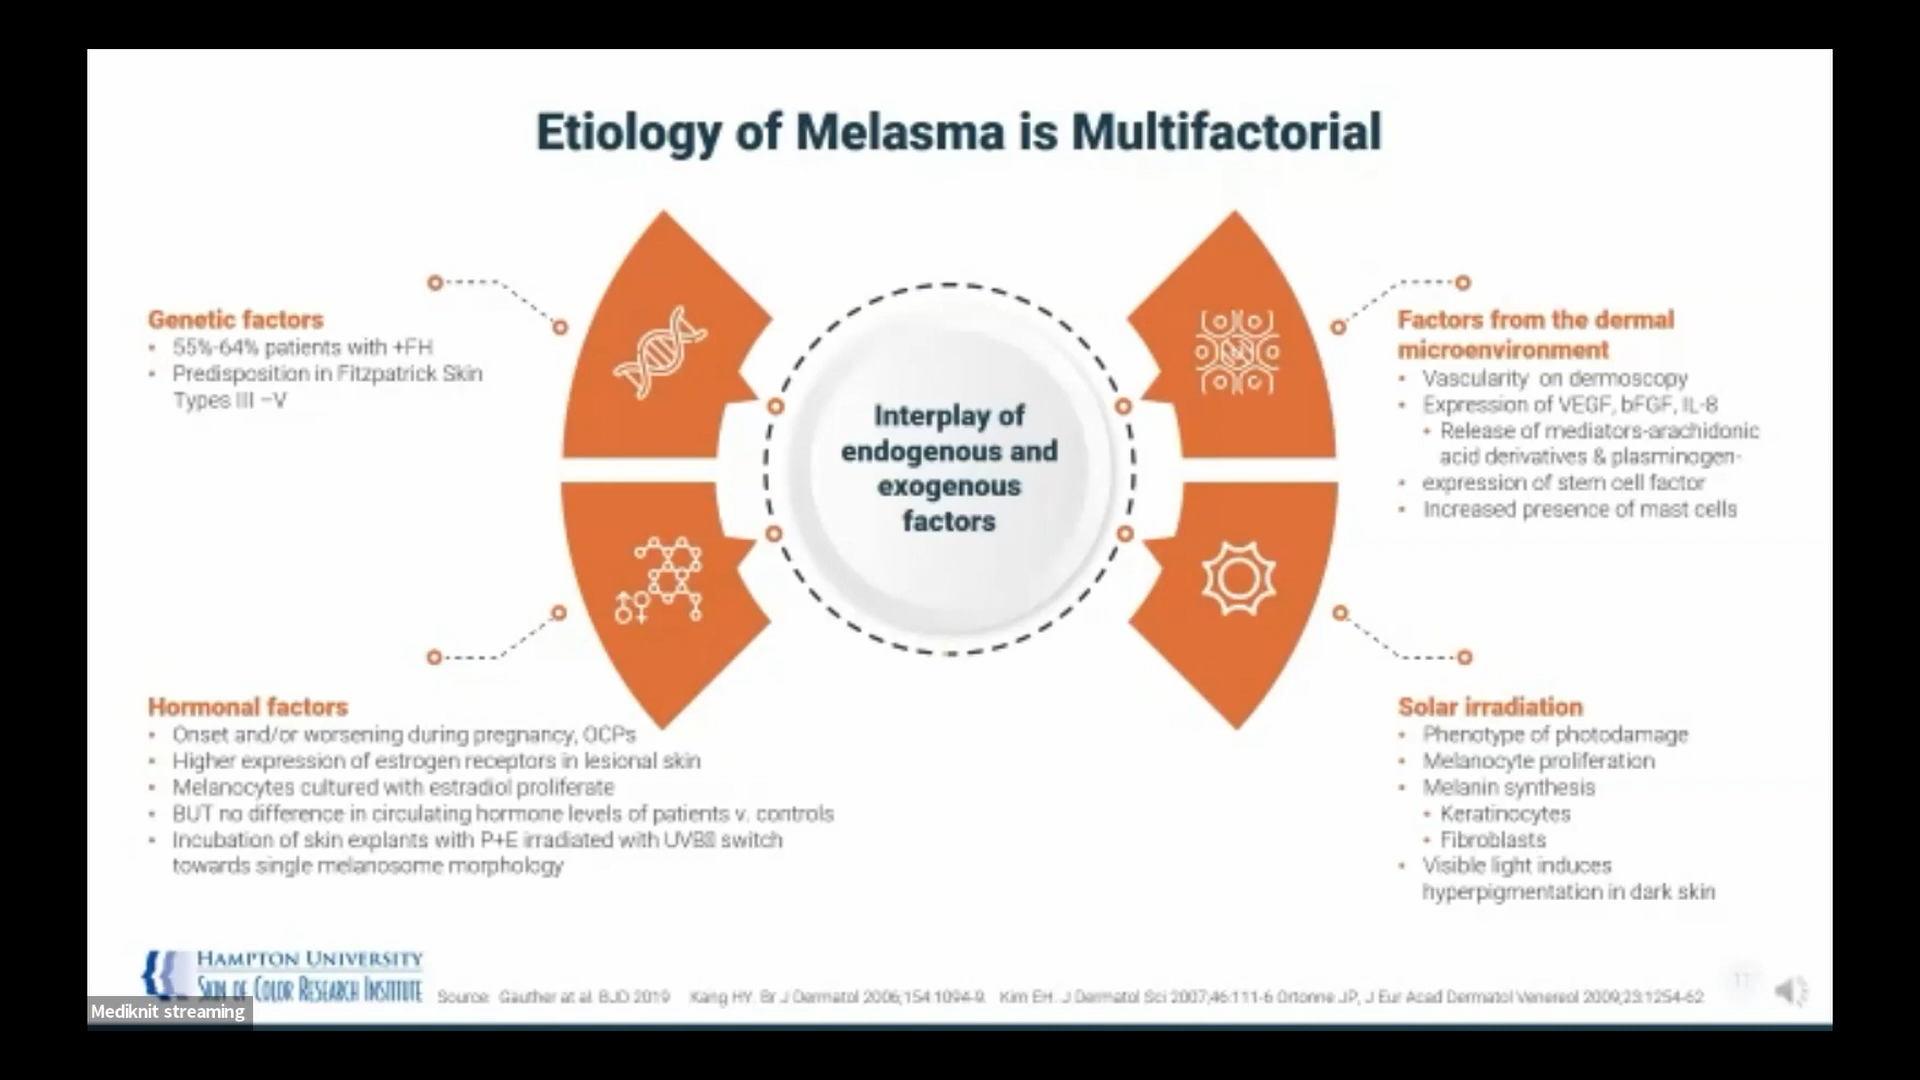 Etiology of Melasma is Multifactorial
Genetic factors
• 55%-64% patients with +FH
• Predisposition in Fitzpatrick Skin
Types III –V
Hormonal factors
• Onset and/or worsening during pregnancy, OCPs
• Higher expression of estrogen receptors in lesional skin
• Melanocytes cultured with estradiol proliferate
• BUT no difference in circulating hormone levels of patients v. controls
• Incubation of skin explants with P+E irradiated with UVB switch
towards single melanosome morphology
Interplay of
endogenous and
exogenous
factors
Factors from the dermal
microenvironment
• Vascularity on dermoscopy
• Expression of VEGF, bFGF, IL-8
• Release of mediators-arachidonic
acid derivatives & plasminogen-
• expression of stem cell factor
• Increased presence of mast cells
Solar irradiation
• Phenotype of photodamage
• Melanocyte proliferation
• Melanin synthesis
• Keratinocytes
• Fibroblasts
• Visible light induces
hyperpigmentation in dark skin
HAMPTON UNIVERSITY
SKIN OF COLOR RESEARCH INSTITUTE
Source: Gauther at al. BJD 2019 Kang HY. Br J Dermatol 2006;154:1094-9. Kim EH. J Dermatol Sci 2007;46:111-6 Ortonne JP, J Eur Acad Dermatol Venereol 2009;23:1254-62
11
Mediknit streaming